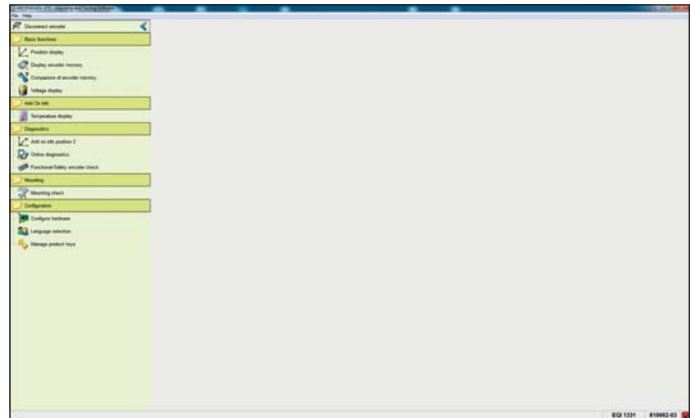 File Help
Disconnect encoder
Basic functions
Position display
Display encoder memory
Comparison of encoder memory
Voltage display
Add On Info
Temperature display
Diagnostics
Add on info position 2
Online diagnostics
Functional-Safety encoder check
Mounting
Mounting check
Configuration
Configure hardware
Language selection
Manage product keys
EQI 1331 810662-03